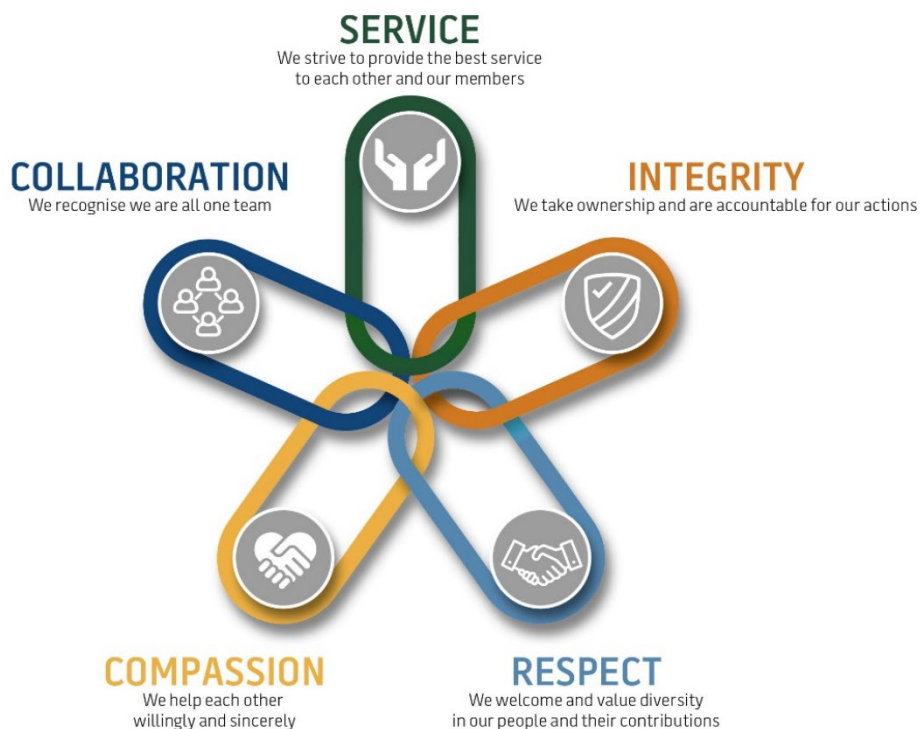 SERVICE
We strive to provide the best service
to each other and our members
COLLABORATION
We recognise we are all one team
INTEGRITY
We take ownership and are accountable for our actions
COMPASSION
We help each other
willingly and sincerely
RESPECT
We welcome and value diversity
in our people and their contributions